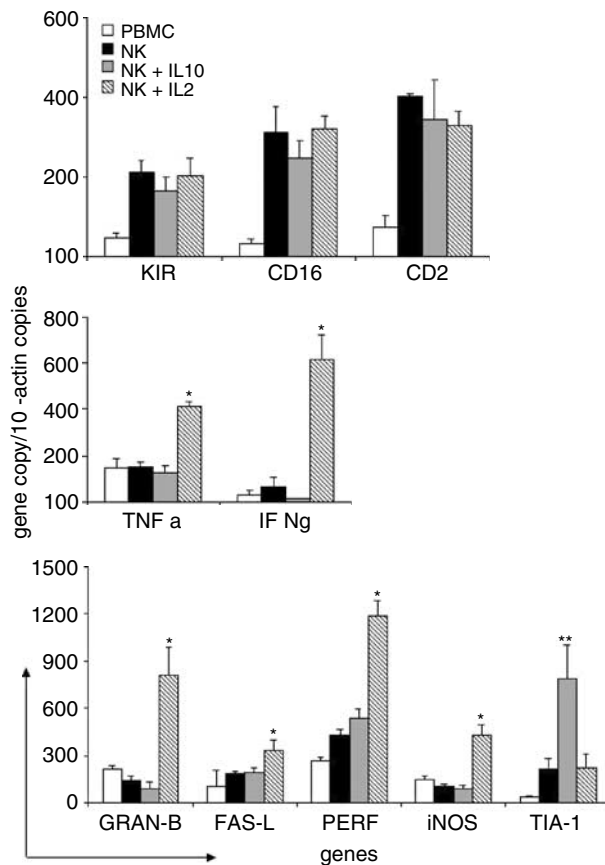 600
PBMC
NK
NK + IL10
NK + IL2
400
200
100
KIR CD16 CD2
gene copy/10 -actin copies
800
*
600
*
400
200
100
TNF a IF Ng
1500
1200
*
*
**
900
600
*
*
300
0
GRAN-B FAS-L PERF iNOS TIA-1
genes